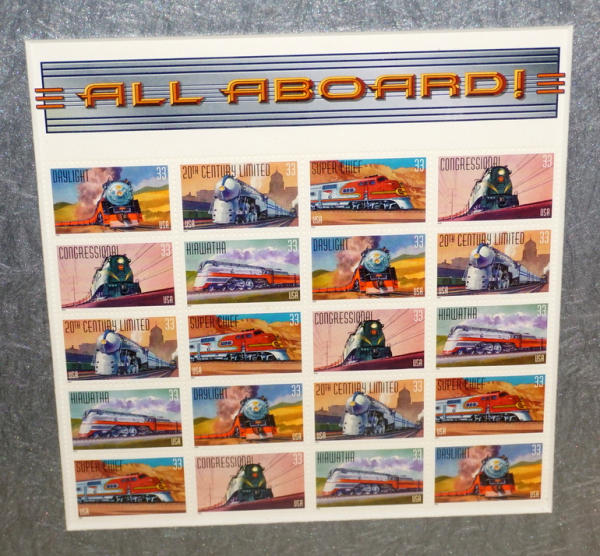 ALL ABOARD!
DAYLIGHT 33
USA
20TH CENTURY LIMITED 33
USA
SUPER CHIEF 33
USA
CONGRESSIONAL 33
USA
CONGRESSIONAL 33
USA
HIAWATHA 33
USA
DAYLIGHT 33
USA
20TH CENTURY LIMITED 33
USA
20TH CENTURY LIMITED 33
USA
SUPER CHIEF 33
USA
CONGRESSIONAL 33
USA
HIAWATHA 33
USA
HIAWATHA 33
USA
DAYLIGHT 33
USA
20TH CENTURY LIMITED 33
USA
SUPER CHIEF 33
USA
SUPER CHIEF 33
USA
CONGRESSIONAL 33
USA
HIAWATHA 33
USA
DAYLIGHT 33
USA